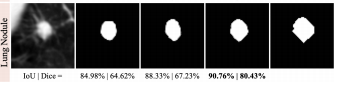 Lung Nodule
IoU | Dice = 84.98% | 64.62% 88.33% | 67.23% 90.76% | 80.43%